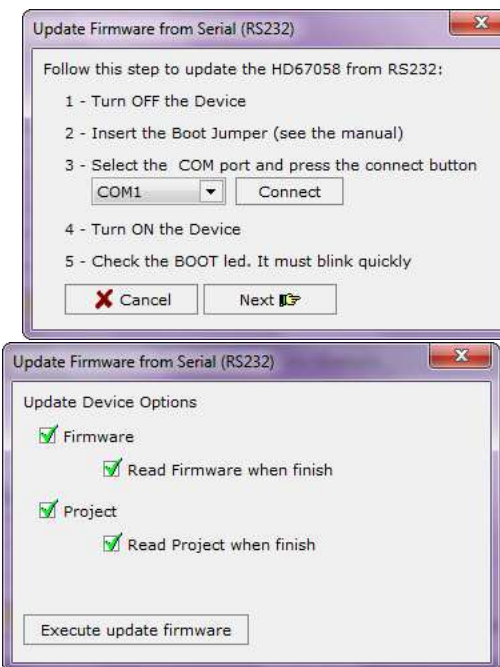 Update Firmware from Serial (RS232)
Follow this step to update the HD67058 from RS232:
1 - Turn OFF the Device
2 - Insert the Boot Jumper (see the manual)
3 - Select the COM port and press the connect button
COM1 Connect
4 - Turn ON the Device
5 - Check the BOOT led. It must blink quickly
Cancel Next
Update Firmware from Serial (RS232)
Update Device Options
Firmware
Read Firmware when finish
Project
Read Project when finish
Execute update firmware